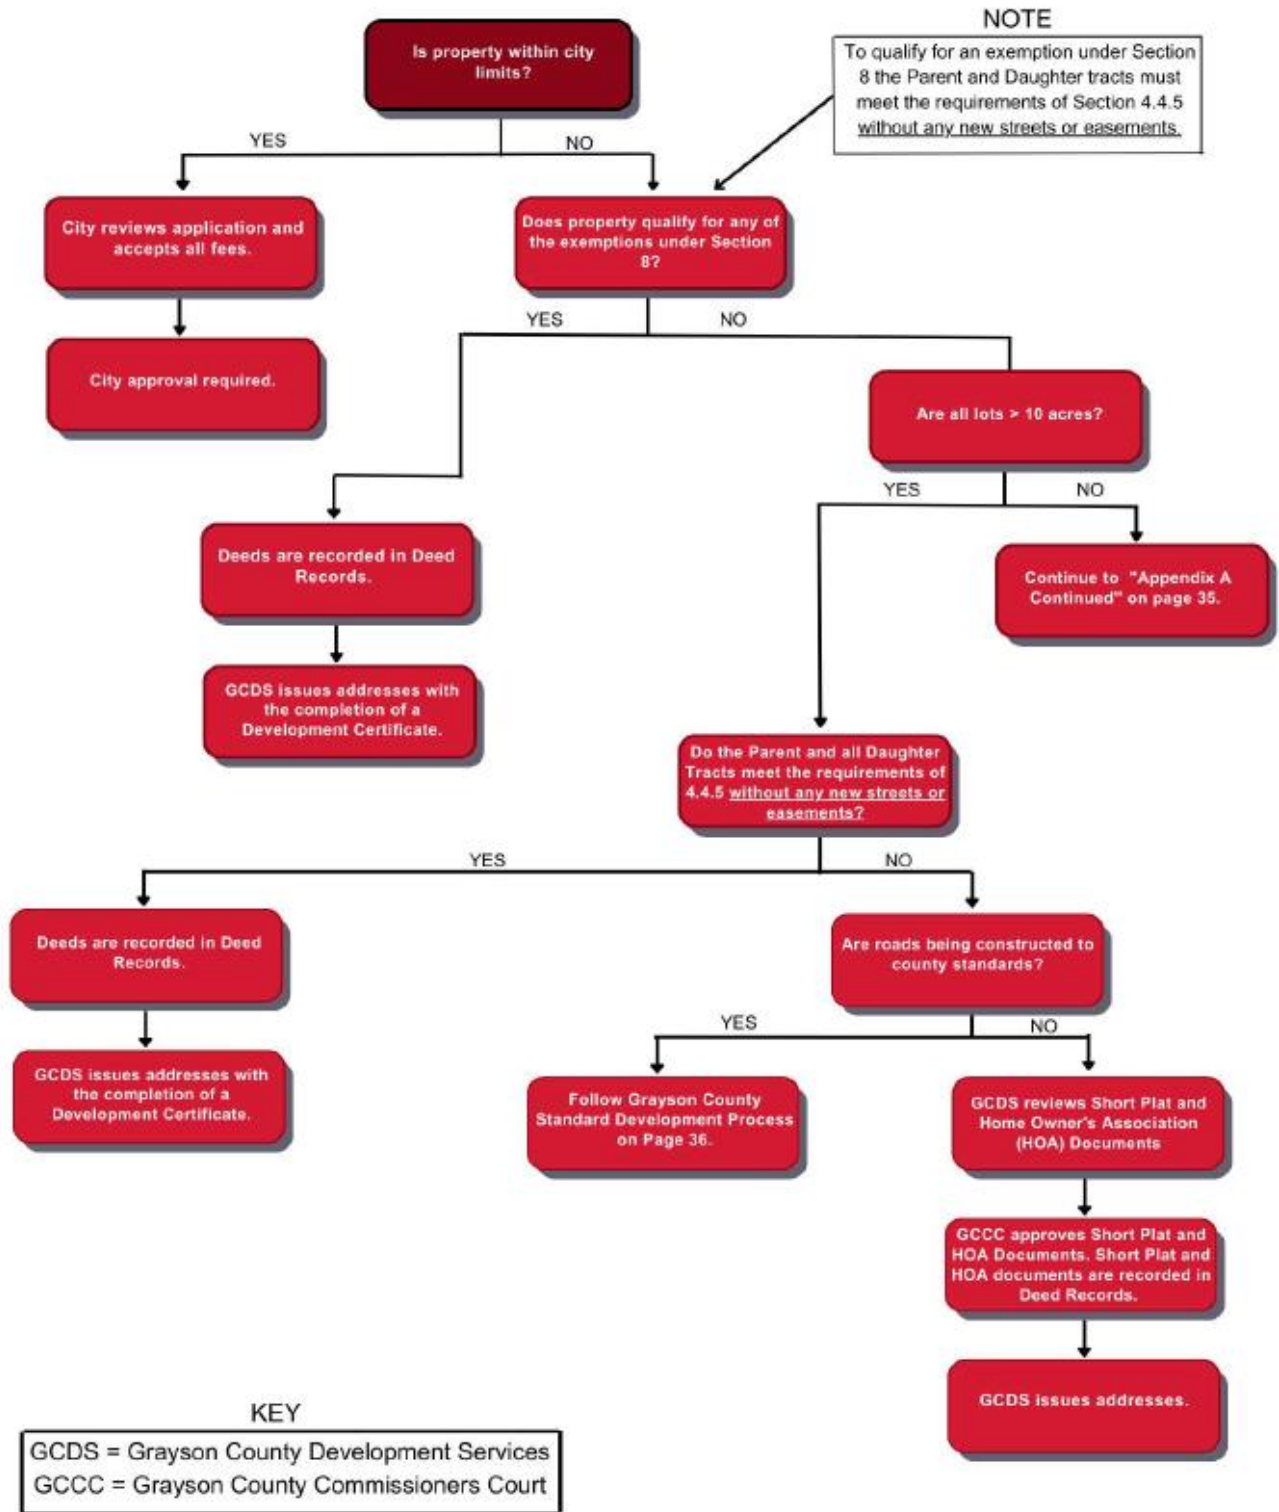 NOTE
To qualify for an exemption under Section
8 the Parent and Daughter tracts must
meet the requirements of Section 4.4.5
without any new streets or easements.
Is property within city
limits?
YES
NO
City reviews application and
accepts all fees.
Does property qualify for any of
the exemptions under Section
8?
City approval required.
YES
NO
Are all lots > 10 acres?
YES
NO
Deeds are recorded in Deed
Records.
Continue to "Appendix A
Continued" on page 35.
GCDS issues addresses with
the completion of a
Development Certificate.
Do the Parent and all Daughter
Tracts meet the requirements of
4.4.5 without any new streets or
easements?
YES
NO
Deeds are recorded in Deed
Records.
Are roads being constructed to
county standards?
YES
NO
GCDS issues addresses with
the completion of a
Development Certificate.
Follow Grayson County
Standard Development Process
on Page 36.
GCDS reviews Short Plat and
Home Owner's Association
(HOA) Documents
GCCC approves Short Plat and
HOA Documents. Short Plat and
HOA documents are recorded in
Deed Records.
GCDS issues addresses.
KEY
GCDS = Grayson County Development Services
GCCC = Grayson County Commissioners Court